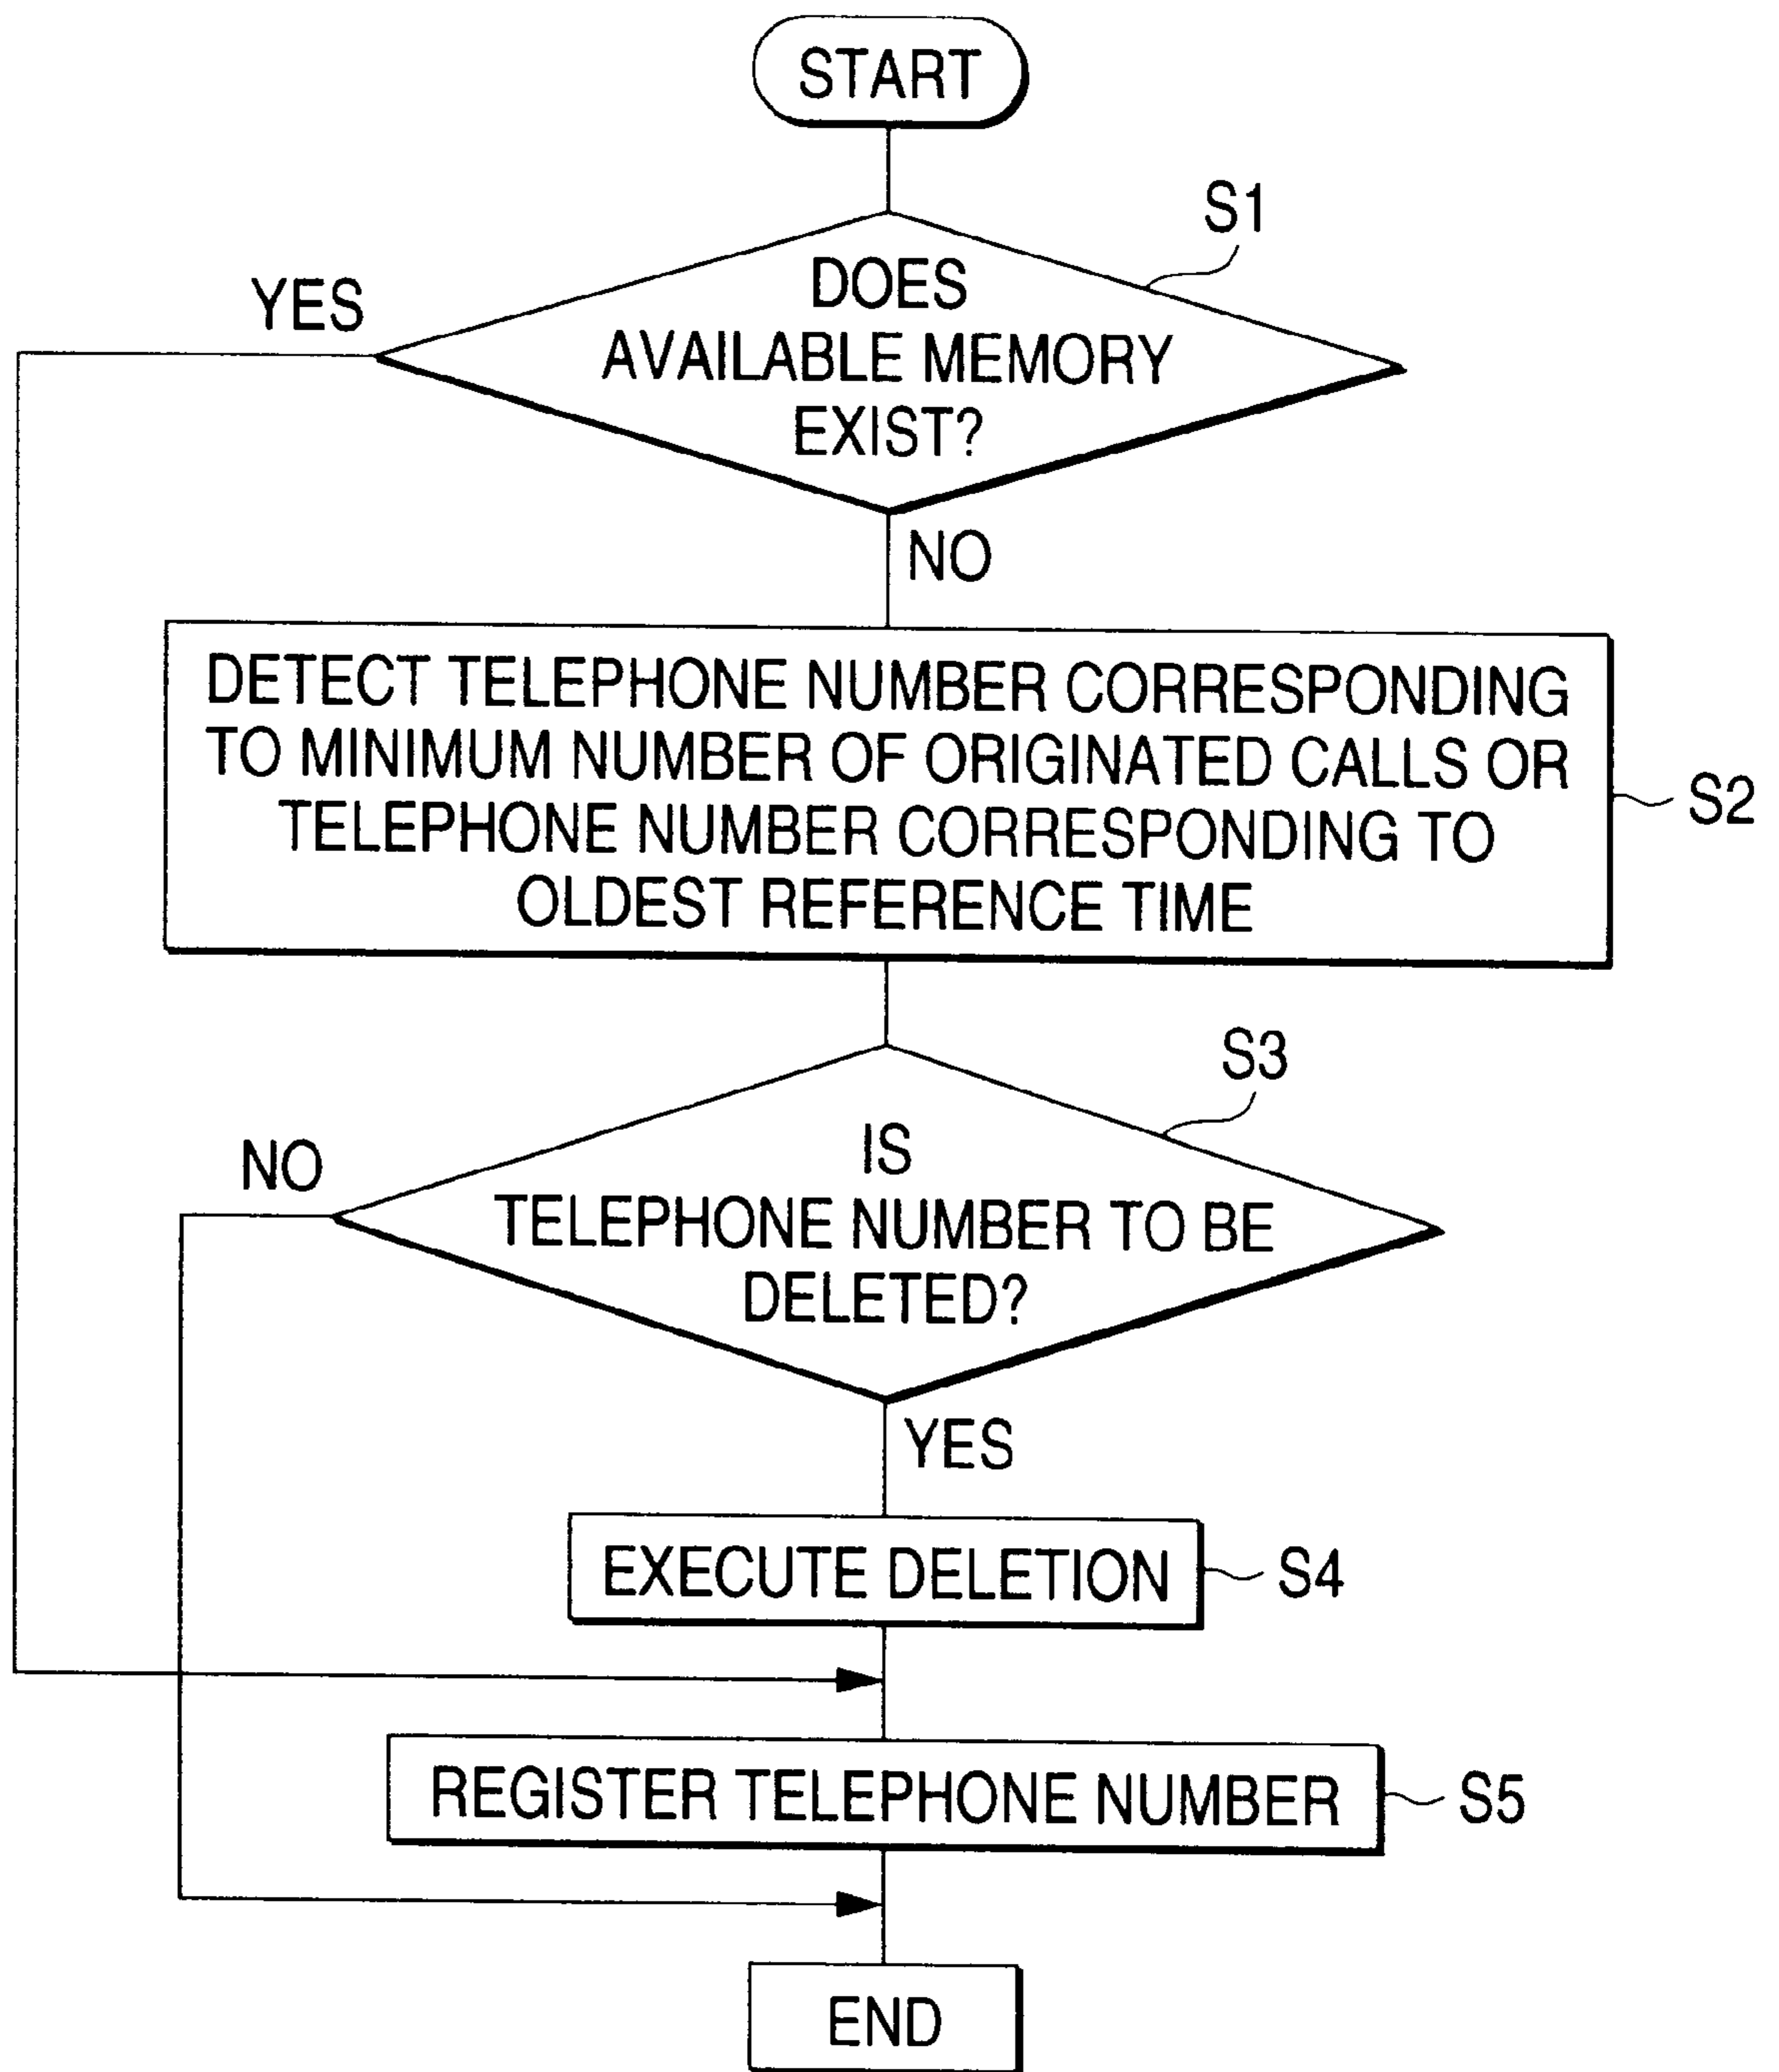 START
S1
YES
DOES
AVAILABLE MEMORY
EXIST?
NO
DETECT TELEPHONE NUMBER CORRESPONDING
TO MINIMUM NUMBER OF ORIGINATED CALLS OR
TELEPHONE NUMBER CORRESPONDING TO
OLDEST REFERENCE TIME
S2
S3
NO
IS
TELEPHONE NUMBER TO BE
DELETED?
YES
EXECUTE DELETION
S4
REGISTER TELEPHONE NUMBER
S5
END